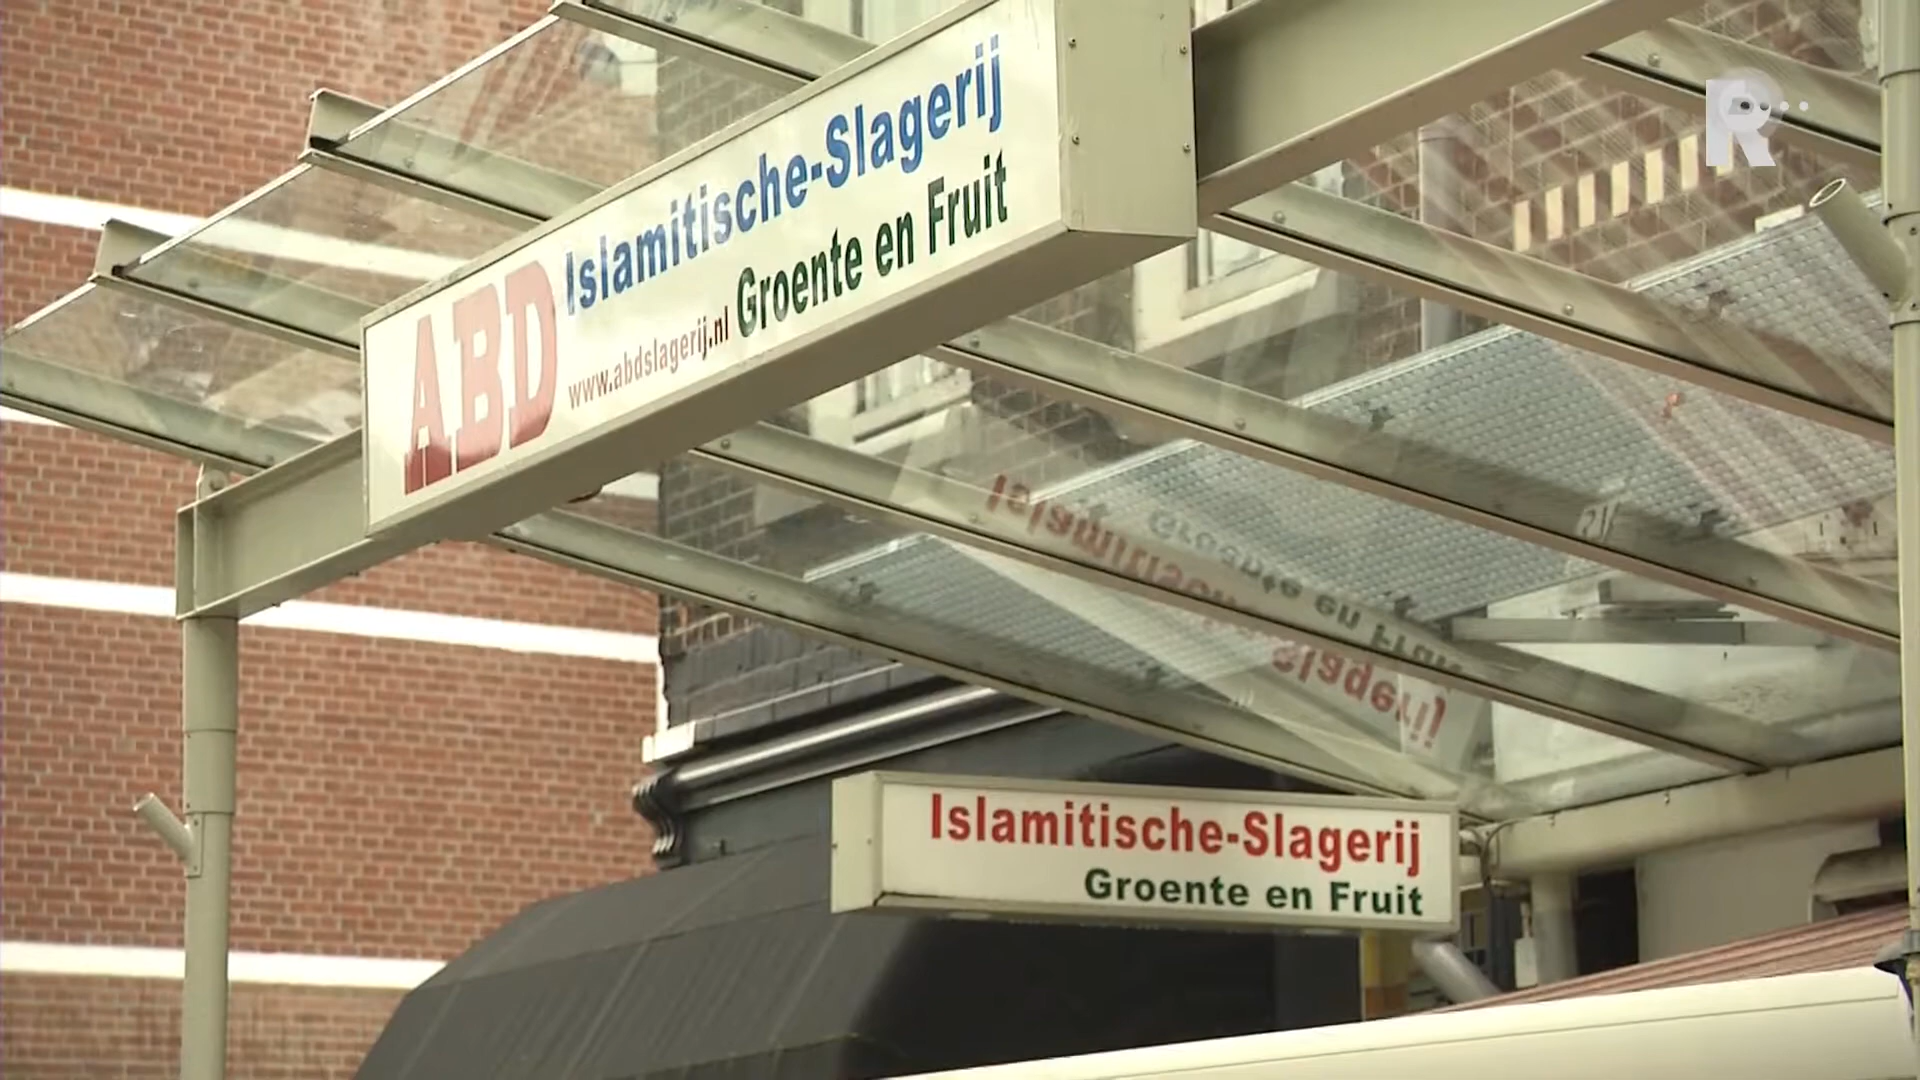 ABD
Islamitische-Slagerij
www.abdslagerij.nl Groente en Fruit
Islamitische-Slagerij
Groente en Fruit
R